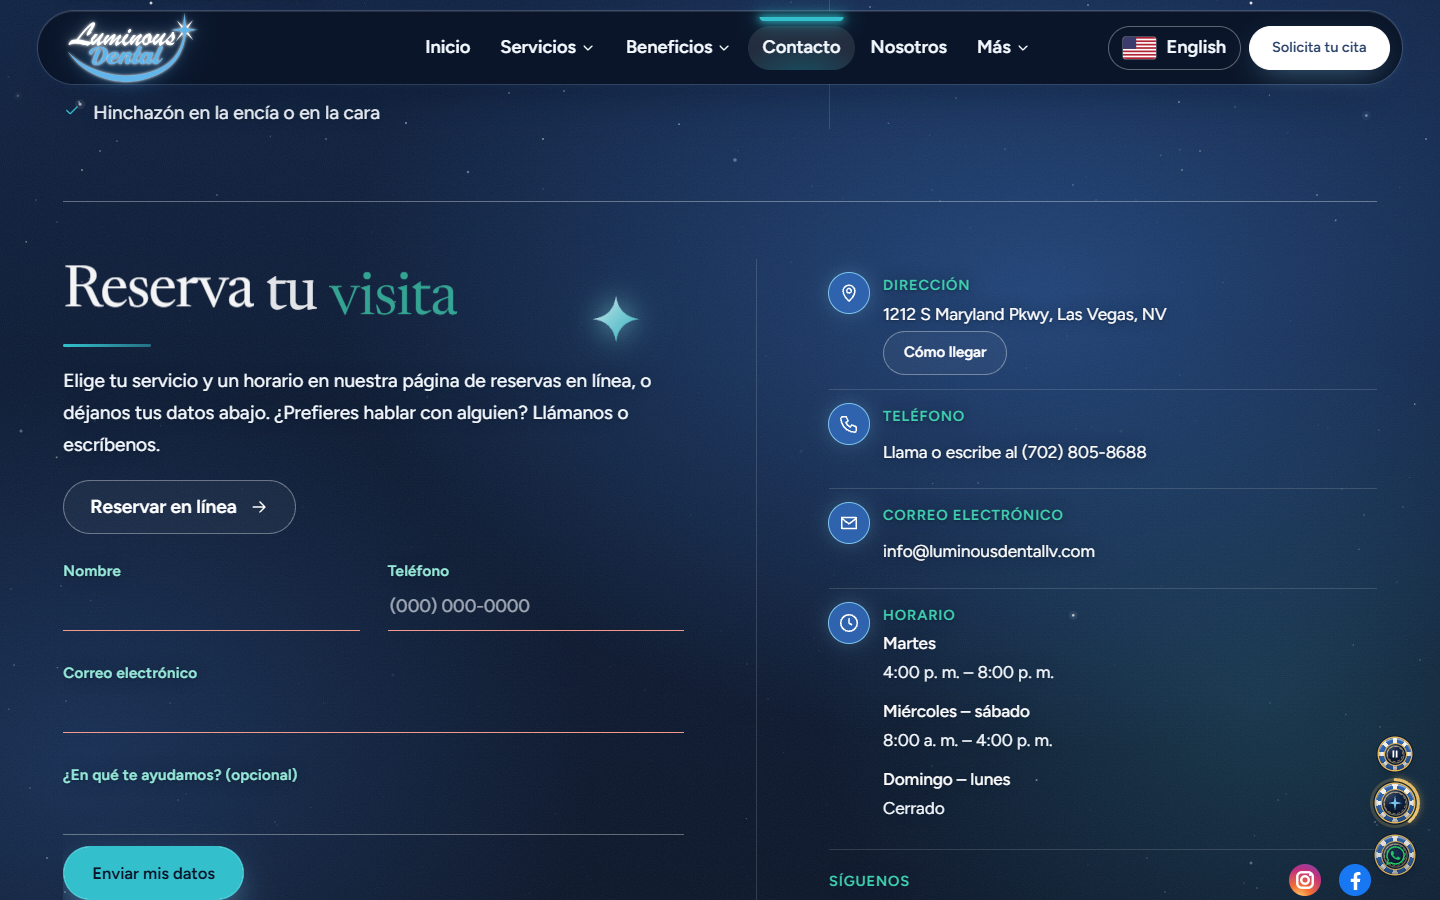 Luminous
Dental
Inicio
Servicios
Beneficios
Contacto
Nosotros
Más
English
Solicita tu cita
Hinchazón en la encía o en la cara
Reserva tu visita
Elige tu servicio y un horario en nuestra página de reservas en línea, o
déjanos tus datos abajo. ¿Prefieres hablar con alguien? Llámanos o
escríbenos.
Reservar en línea
Nombre
Teléfono
(000) 000-0000
Correo electrónico
¿En qué te ayudamos? (opcional)
Enviar mis datos
DIRECCIÓN
1212 S Maryland Pkwy, Las Vegas, NV
Cómo llegar
TELÉFONO
Llama o escribe al (702) 805-8688
CORREO ELECTRÓNICO
info@luminousdentallv.com
HORARIO
Martes
4:00 p. m. – 8:00 p. m.
Miércoles – sábado
8:00 a. m. – 4:00 p. m.
Domingo – lunes
Cerrado
SÍGUENOS